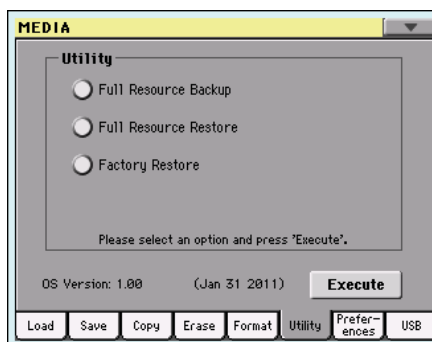 MEDIA
Utility
Full Resource Backup
Full Resource Restore
Factory Restore
Please select an option and press 'Execute'.
OS Version: 1.00 (Jan 31 2011) Execute
Load Save Copy Erase Format Utility Prefer-
ences USB